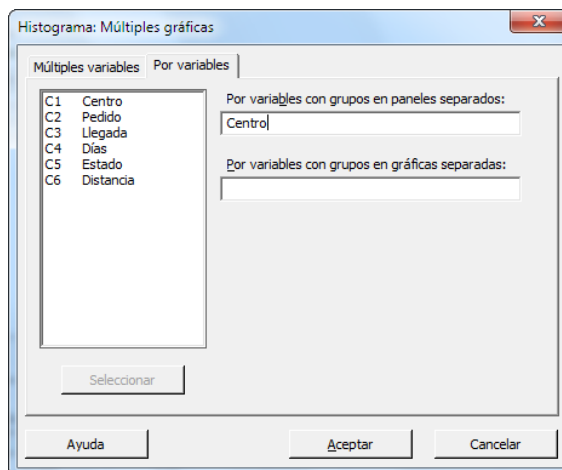 Histograma: Múltiples gráficas
Múltiples variables Por variables
C1 Centro
C2 Pedido
C3 Llegada
C4 Días
C5 Estado
C6 Distancia
Por variables con grupos en paneles separados:
Centro
Por variables con grupos en gráficas separadas:
Seleccionar
Ayuda Aceptar Cancelar